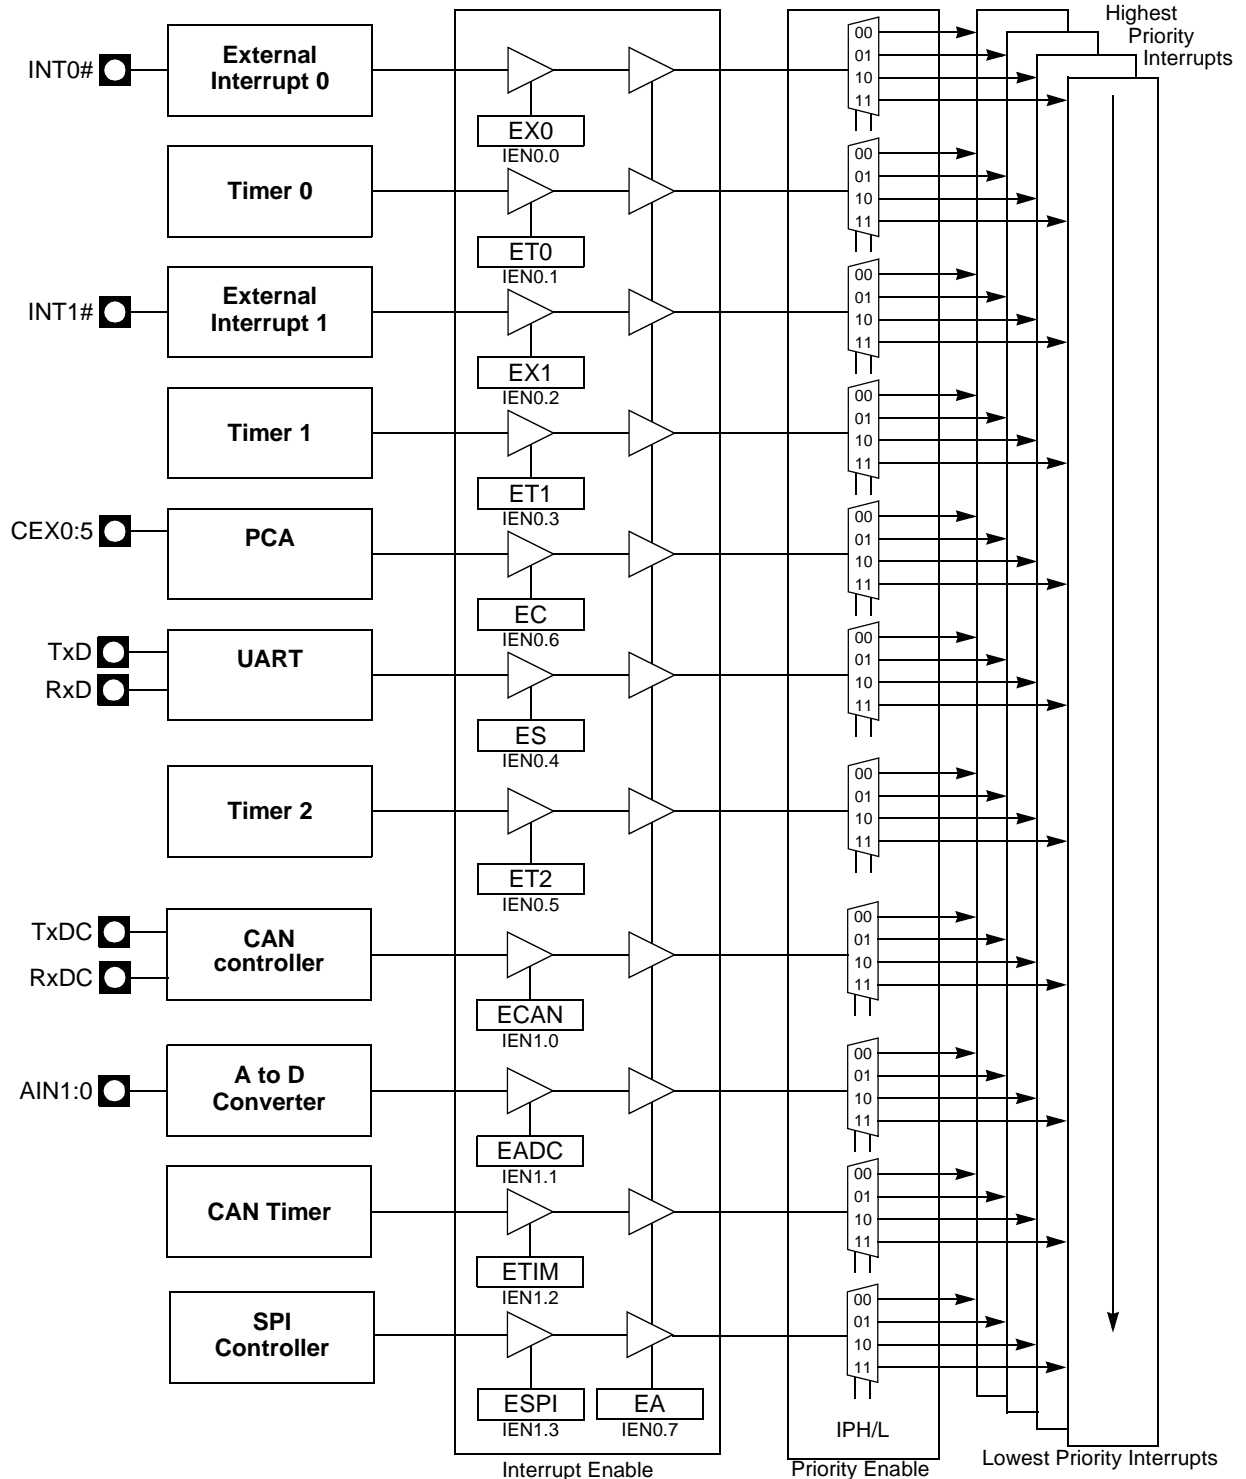 Highest
Priority
Interrupts
INT0#
External
Interrupt 0
EX0
IEN0.0
00
01
10
11
Timer 0
ET0
IEN0.1
00
01
10
11
INT1#
External
Interrupt 1
EX1
IEN0.2
00
01
10
11
Timer 1
ET1
IEN0.3
00
01
10
11
CEX0:5
PCA
EC
IEN0.6
00
01
10
11
TxD
RxD
UART
ES
IEN0.4
00
01
10
11
Timer 2
ET2
IEN0.5
00
01
10
11
TxDC
RxDC
CAN
controller
ECAN
IEN1.0
00
01
10
11
AIN1:0
A to D
Converter
EADC
IEN1.1
00
01
10
11
CAN Timer
ETIM
IEN1.2
00
01
10
11
SPI
Controller
ESPI
IEN1.3
EA
IEN0.7
00
01
10
11
IPH/L
Interrupt Enable
Priority Enable
Lowest Priority Interrupts